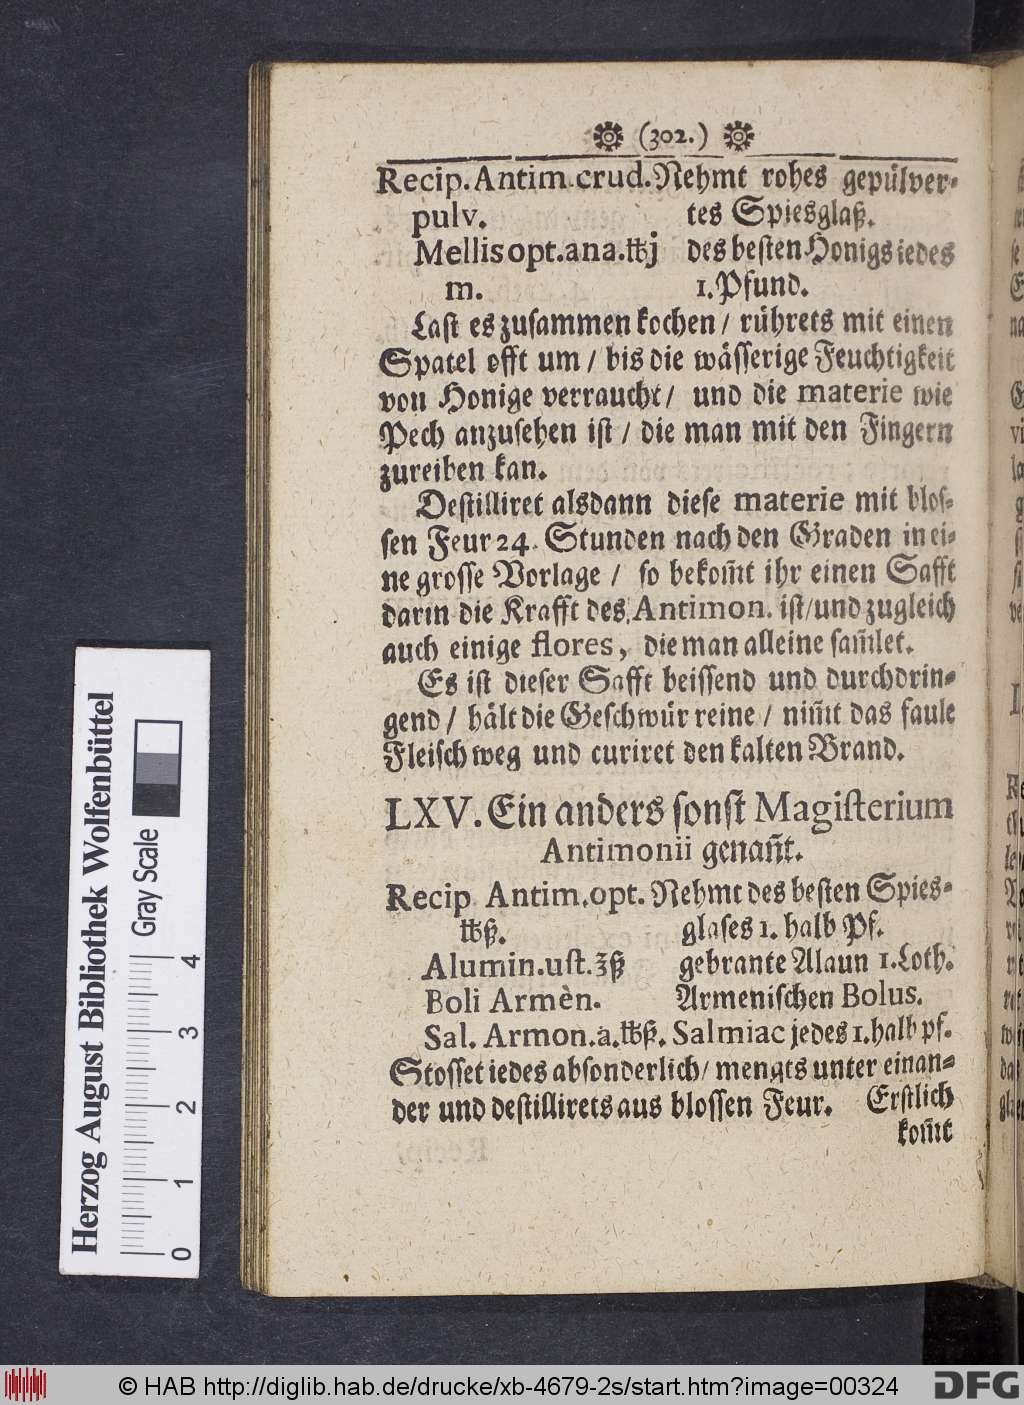 (302.)
Recip. Antim. crud. Nehmt rohes gepülver-
pulv. tes Spiesglaß.
Mellis opt. ana. ℔j des besten Honigs iedes
m. 1. Pfund.
Last es zusammen kochen / rührets mit einen
Spatel offt um / bis die wässerige Feuchtigkeit
von Honige verraucht / und die materie wie
Pech anzusehen ist / die man mit den Fingern
zureiben kan.
Destilliret alsdann diese materie mit blos-
sen Feur 24. Stunden nach den Graden in ei-
ne grosse Vorlage / so bekom̃t ihr einen Safft
darin die Krafft des Antimon. ist / und zugleich
auch einige flores, die man alleine sam̃let.
Es ist dieser Safft beissend und durchdrin-
gend / hält die Geschwür reine / nim̃t das faule
Fleisch weg und curiret den kalten Brand.
LXV. Ein anders sonst Magisterium
Antimonii genañt.
Recip Antim. opt. Nehmt des besten Spies-
℔ß. glases 1. halb Pf.
Alumin. ust. ℥ß gebrante Alaun 1. Loth.
Boli Armèn. Armenischen Bolus.
Sal. Armon. a. ℔ß. Salmiac jedes 1. halb pf.
Stosset iedes absonderlich / mengts unter einan-
der und destillirets aus blossen Feur. Erstlich
kom̃t
Herzog August Bibliothek Wolfenbüttel
Gray Scale
0 1 2 3 4
© HAB http://diglib.hab.de/drucke/xb-4679-2s/start.htm?image=00324
DFG